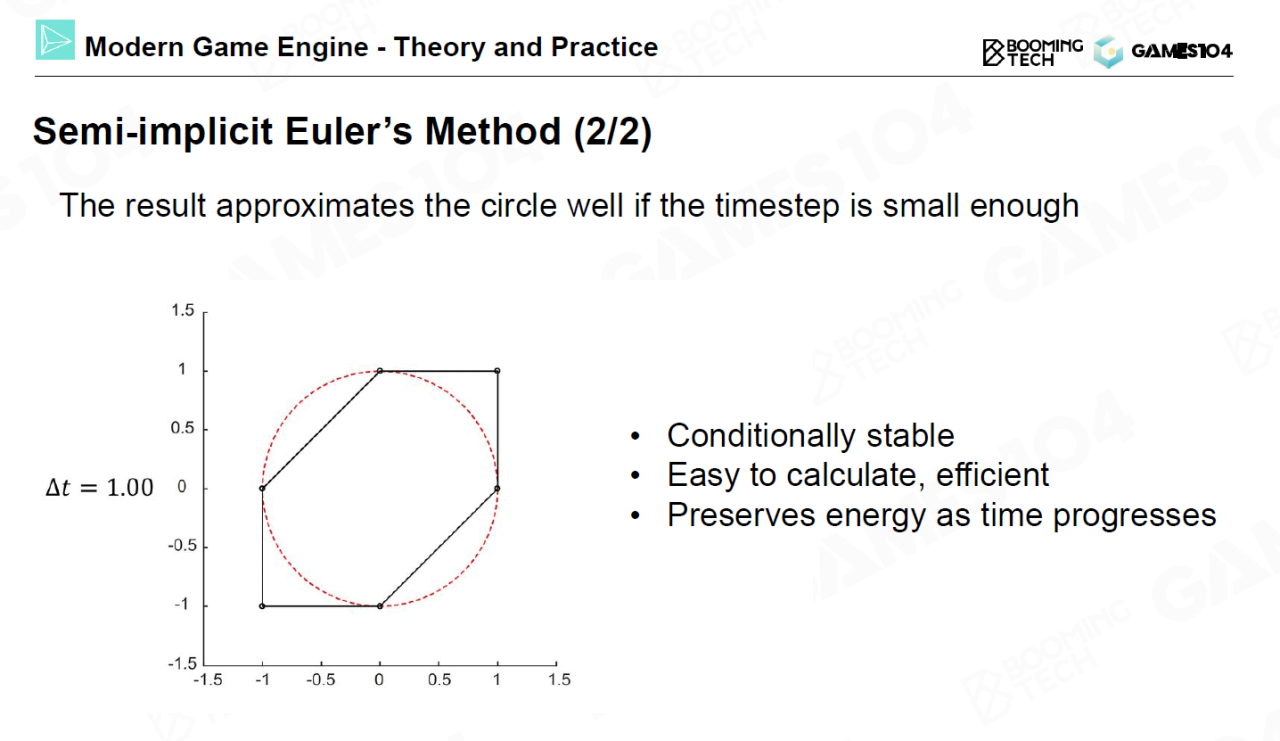 Modern Game Engine - Theory and Practice
BOOMING
TECH
GAMES104
Semi-implicit Euler’s Method (2/2)
The result approximates the circle well if the timestep is small enough
1.5
1
0.5
Δt = 1.00
0
-0.5
-1
-1.5
-1.5 -1 -0.5 0 0.5 1 1.5
• Conditionally stable
• Easy to calculate, efficient
• Preserves energy as time progresses